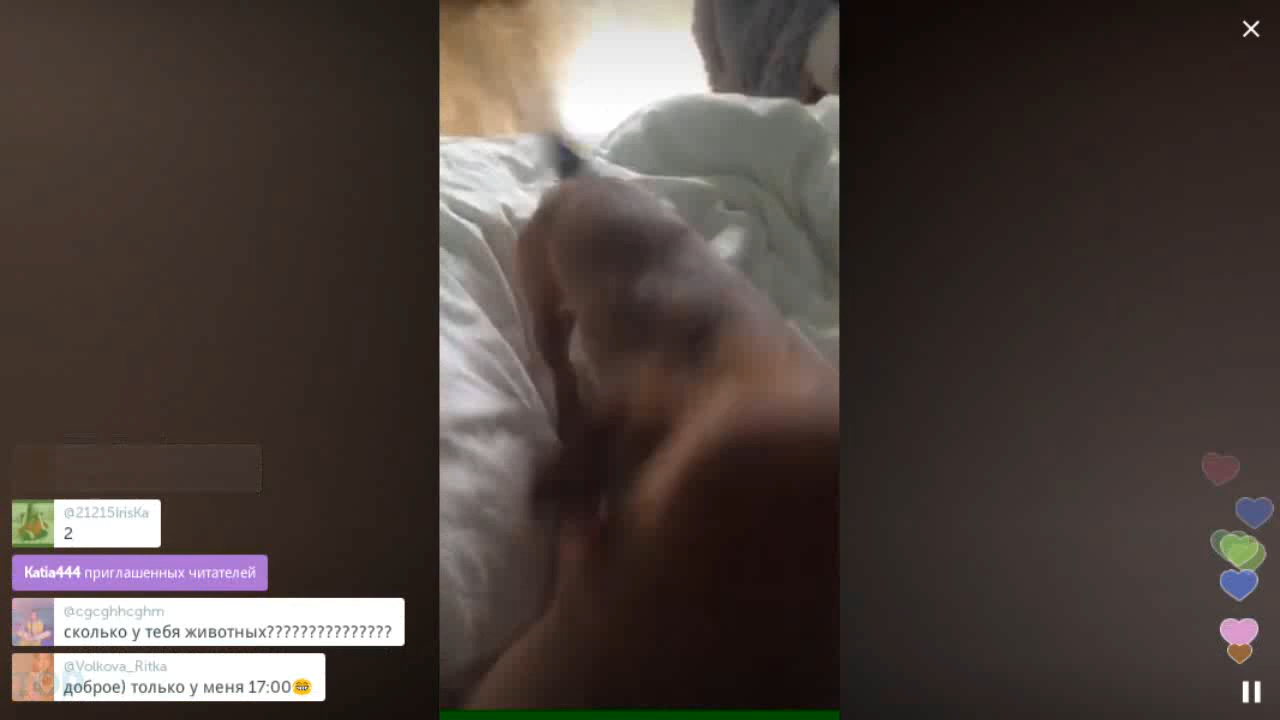 @21215IrisKa
2
Katia444 приглашенных читателей
@cgcghhcghm
сколько у тебя животных???????????????
@Volkova_Ritka
доброе) только у меня 17:00😁